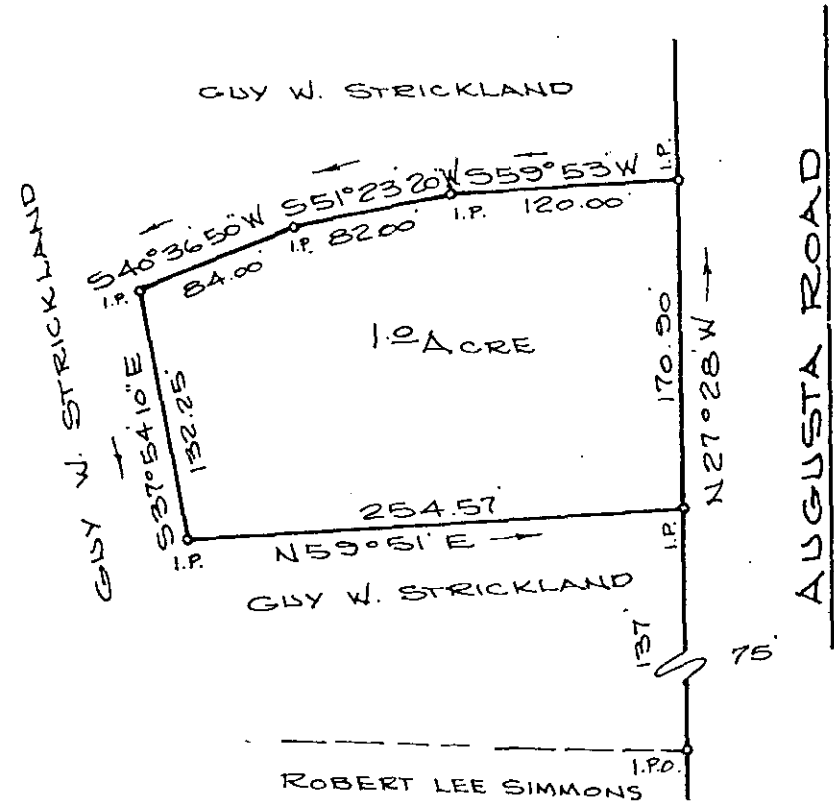 GUY W. STRICKLAND
S59°53'W
120.00'
I.P.
S51°23'20"W
82.00'
I.P.
S40°36'50"W
84.00'
I.P.
I.P.
GUY W. STRICKLAND
S37°54'10"E
132.25'
1.0 ACRE
170.90'
N27°28'W
AUGUSTA ROAD
254.57'
N59°51'E
I.P.
I.P.
GUY W. STRICKLAND
137'
75'
I.P.O.
ROBERT LEE SIMMONS